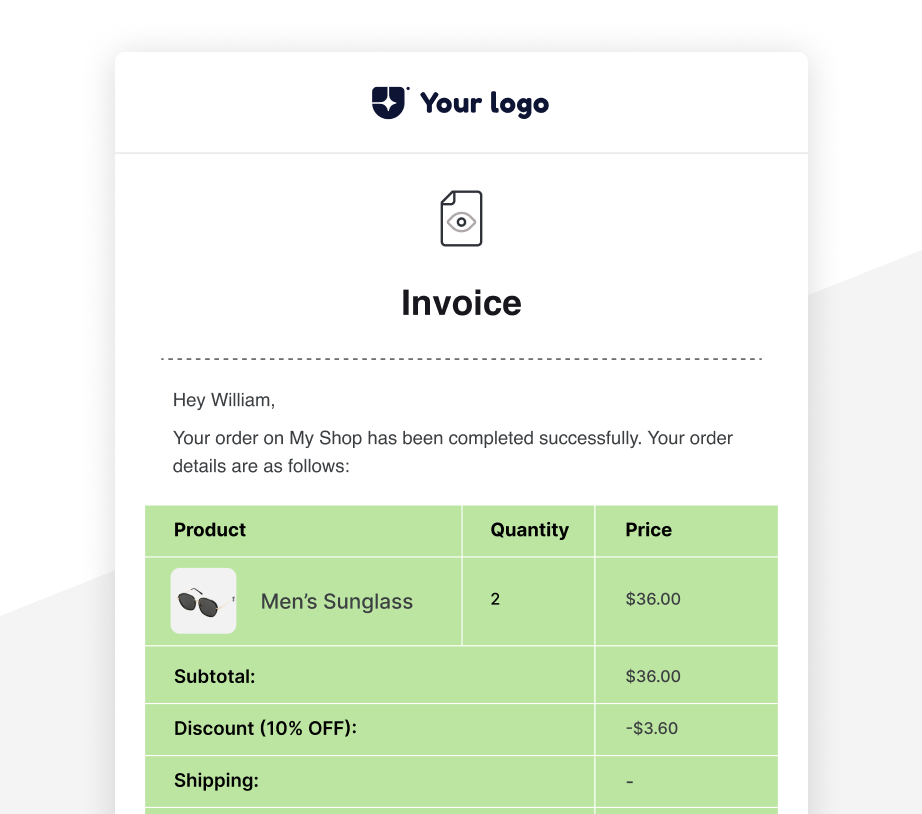 Your logo
Invoice
Hey William,
Your order on My Shop has been completed successfully. Your order
details are as follows:
Product Quantity Price
Men’s Sunglass 2 $36.00
Subtotal: $36.00
Discount (10% OFF): -$3.60
Shipping: -